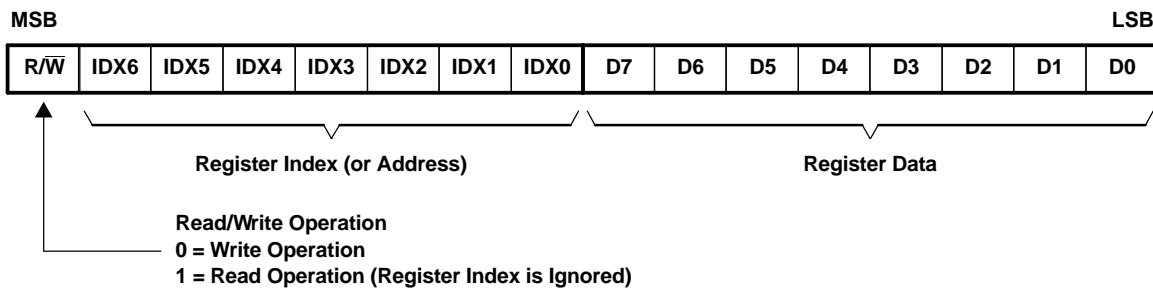 MSB LSB
R/W̅ IDX6 IDX5 IDX4 IDX3 IDX2 IDX1 IDX0 D7 D6 D5 D4 D3 D2 D1 D0
Register Index (or Address) Register Data
Read/Write Operation
0 = Write Operation
1 = Read Operation (Register Index is Ignored)